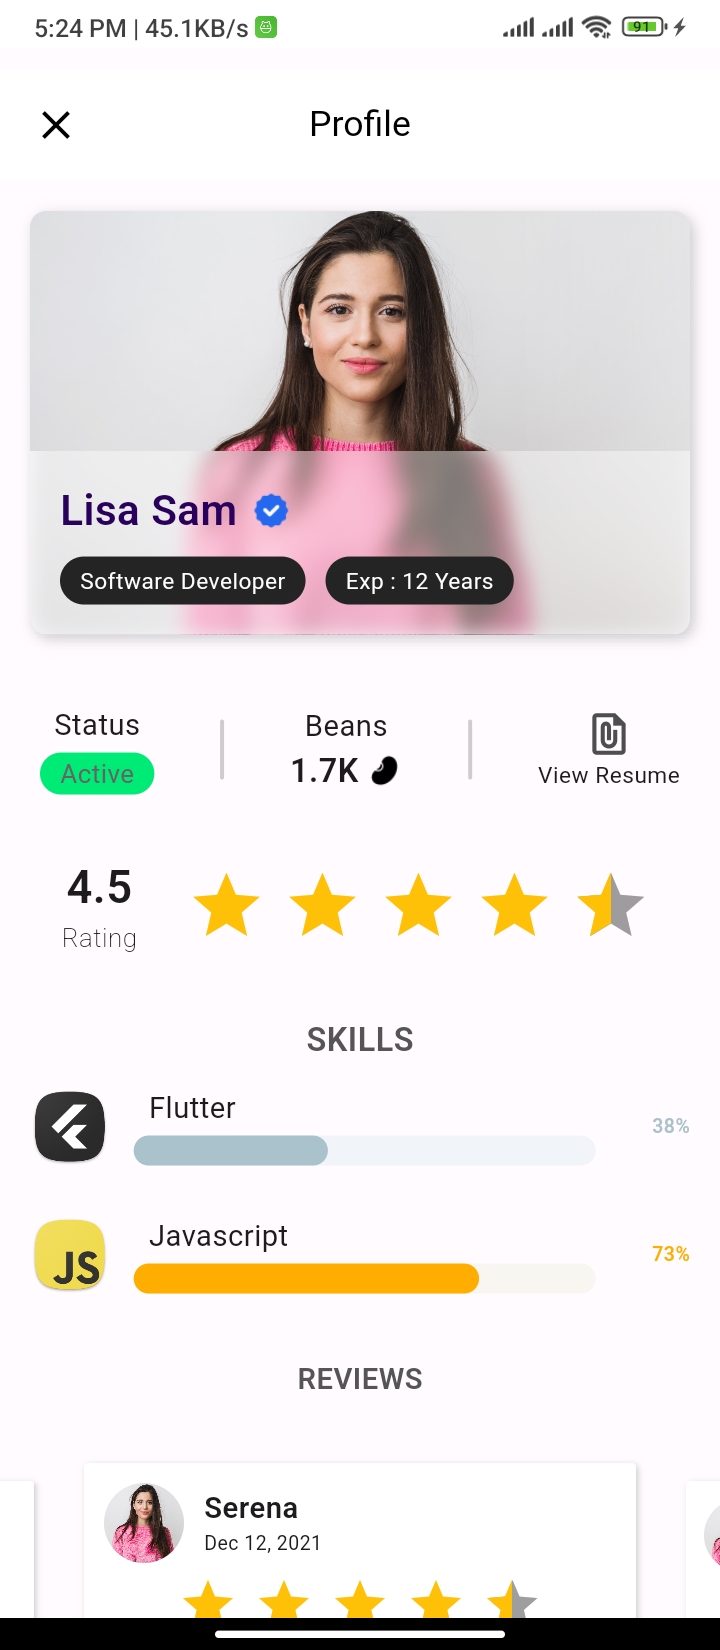 5:24 PM | 45.1KB/s
91
Profile
Lisa Sam
Software Developer
Exp : 12 Years
Status
Beans
Active
1.7K
View Resume
4.5
Rating
SKILLS
Flutter
38%
Javascript
JS
73%
REVIEWS
Serena
Dec 12, 2021